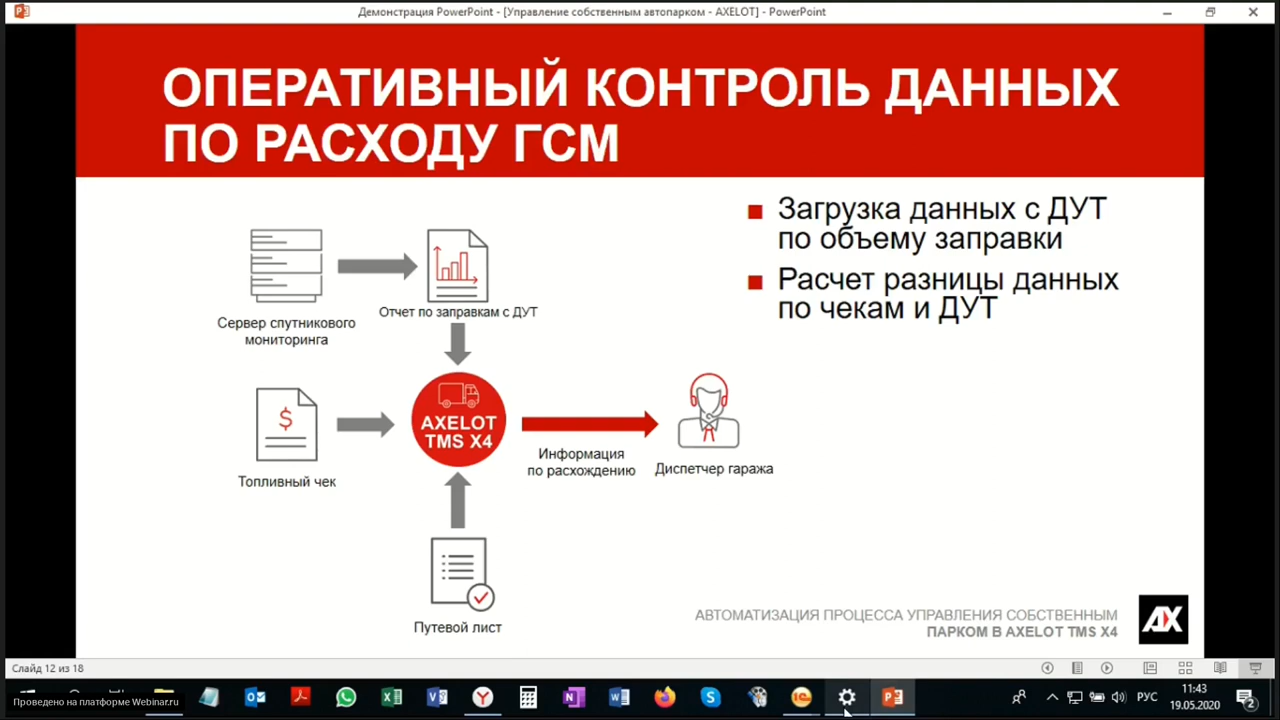 Демонстрация PowerPoint - [Управление собственным автопарком - AXELOT] - PowerPoint
ОПЕРАТИВНЫЙ КОНТРОЛЬ ДАННЫХ
ПО РАСХОДУ ГСМ
Загрузка данных с ДУТ
по объему заправки
Расчет разницы данных
по чекам и ДУТ
Отчет по заправкам с ДУТ
Сервер спутникового
мониторинга
$
AXELOT
TMS X4
Информация
по расхождению
Диспетчер гаража
Топливный чек
Путевой лист
АВТОМАТИЗАЦИЯ ПРОЦЕССА УПРАВЛЕНИЯ СОБСТВЕННЫМ
ПАРКОМ В AXELOT TMS X4
AX
Слайд 12 из 18
Проведено на платформе Webinar.ru
РУС
11:43
19.05.2020
2